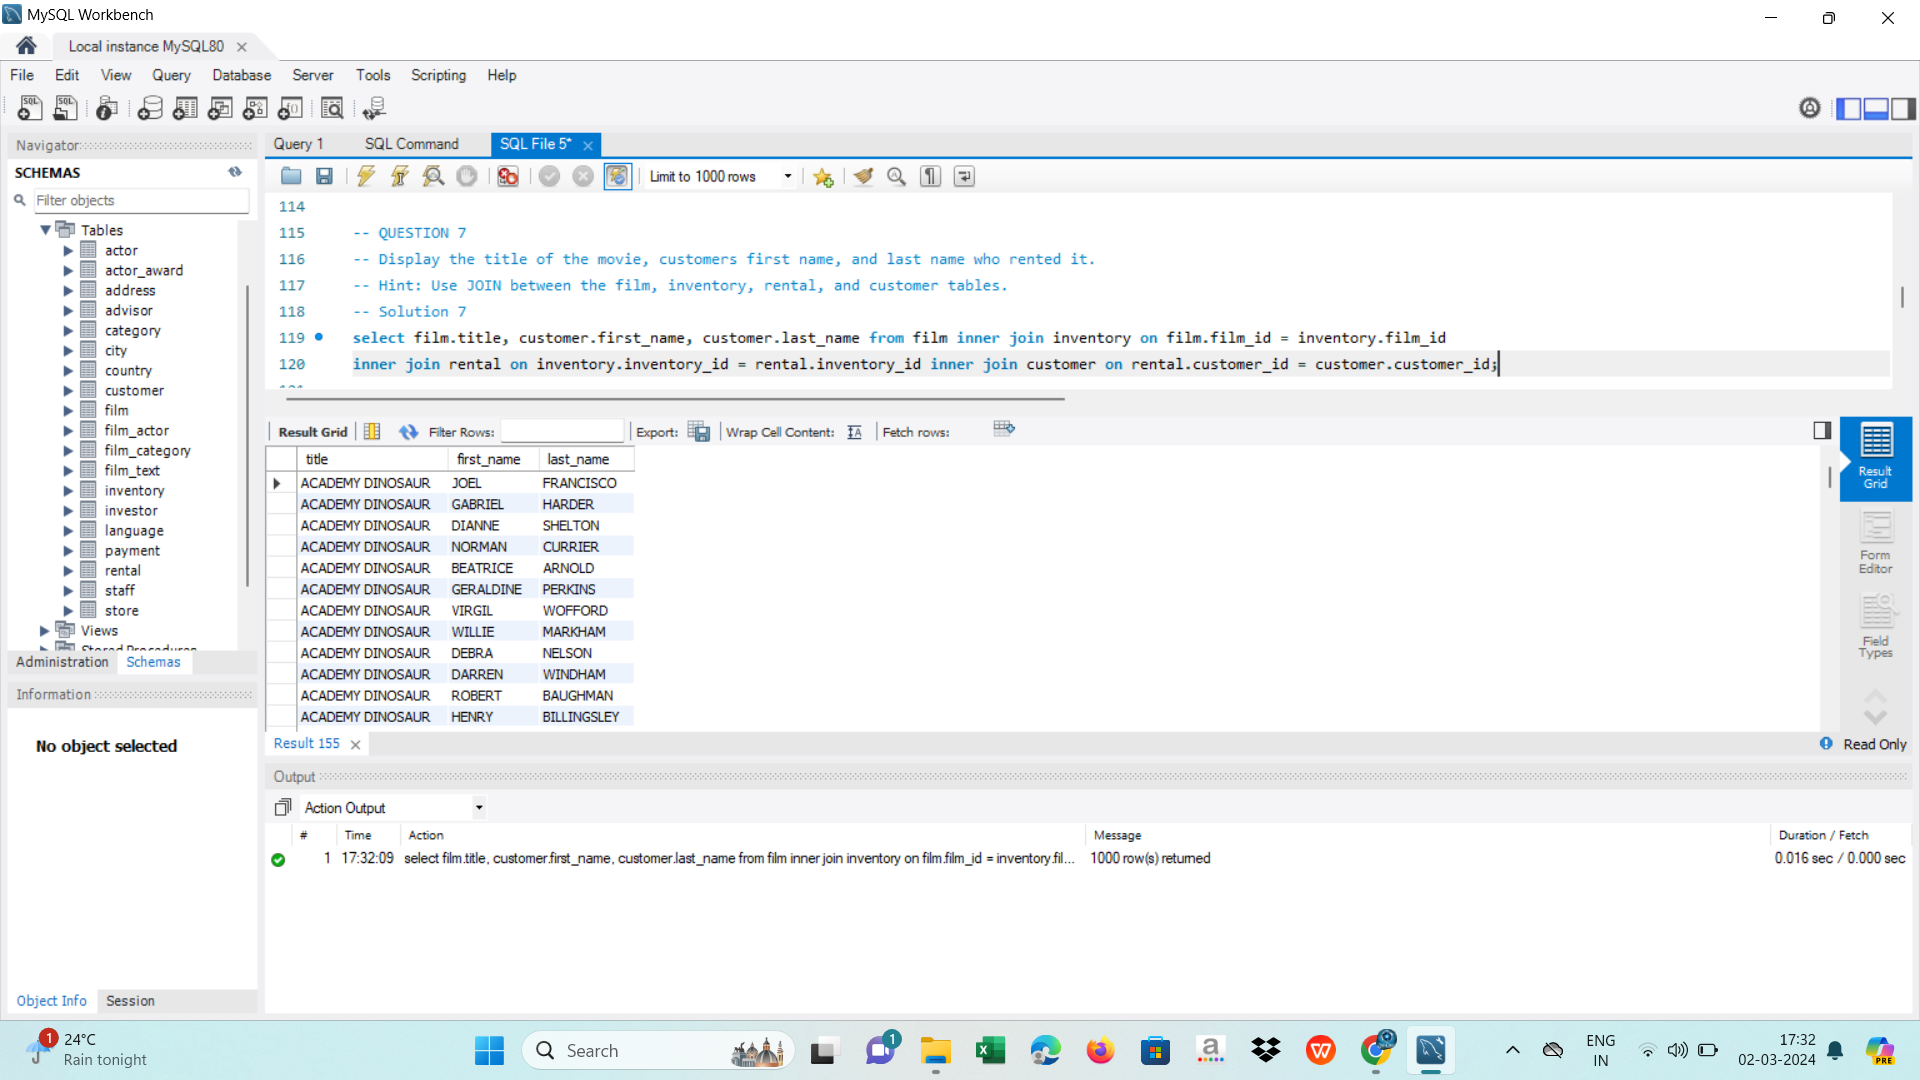 MySQL Workbench
Local instance MySQL80
File Edit View Query Database Server Tools Scripting Help
Navigator
SCHEMAS
Filter objects
Tables
actor
actor_award
address
advisor
category
city
country
customer
film
film_actor
film_category
film_text
inventory
investor
language
payment
rental
staff
store
Views
Stored Procedures
Administration Schemas
Information
No object selected
Object Info Session
Query 1 SQL Command SQL File 5*
Limit to 1000 rows
114
115 -- QUESTION 7
116 -- Display the title of the movie, customers first name, and last name who rented it.
117 -- Hint: Use JOIN between the film, inventory, rental, and customer tables.
118 -- Solution 7
119 select film.title, customer.first_name, customer.last_name from film inner join inventory on film.film_id = inventory.film_id
120 inner join rental on inventory.inventory_id = rental.inventory_id inner join customer on rental.customer_id = customer.customer_id;
121
Result Grid Filter Rows: Export: Wrap Cell Content: Fetch rows:
title first_name last_name
ACADEMY DINOSAUR JOEL FRANCISCO
ACADEMY DINOSAUR GABRIEL HARDER
ACADEMY DINOSAUR DIANNE SHELTON
ACADEMY DINOSAUR NORMAN CURRIER
ACADEMY DINOSAUR BEATRICE ARNOLD
ACADEMY DINOSAUR GERALDINE PERKINS
ACADEMY DINOSAUR VIRGIL WOFFORD
ACADEMY DINOSAUR WILLIE MARKHAM
ACADEMY DINOSAUR DEBRA NELSON
ACADEMY DINOSAUR DARREN WINDHAM
ACADEMY DINOSAUR ROBERT BAUGHMAN
ACADEMY DINOSAUR HENRY BILLINGSLEY
Result
Grid
Form
Editor
Field
Types
Result 155
Read Only
Output
Action Output
# Time Action Message Duration / Fetch
1 17:32:09 select film.title, customer.first_name, customer.last_name from film inner join inventory on film.film_id = inventory.fil... 1000 row(s) returned 0.016 sec / 0.000 sec
1
24°C
Rain tonight
Search
1
ENG
IN
17:32
02-03-2024
PRE